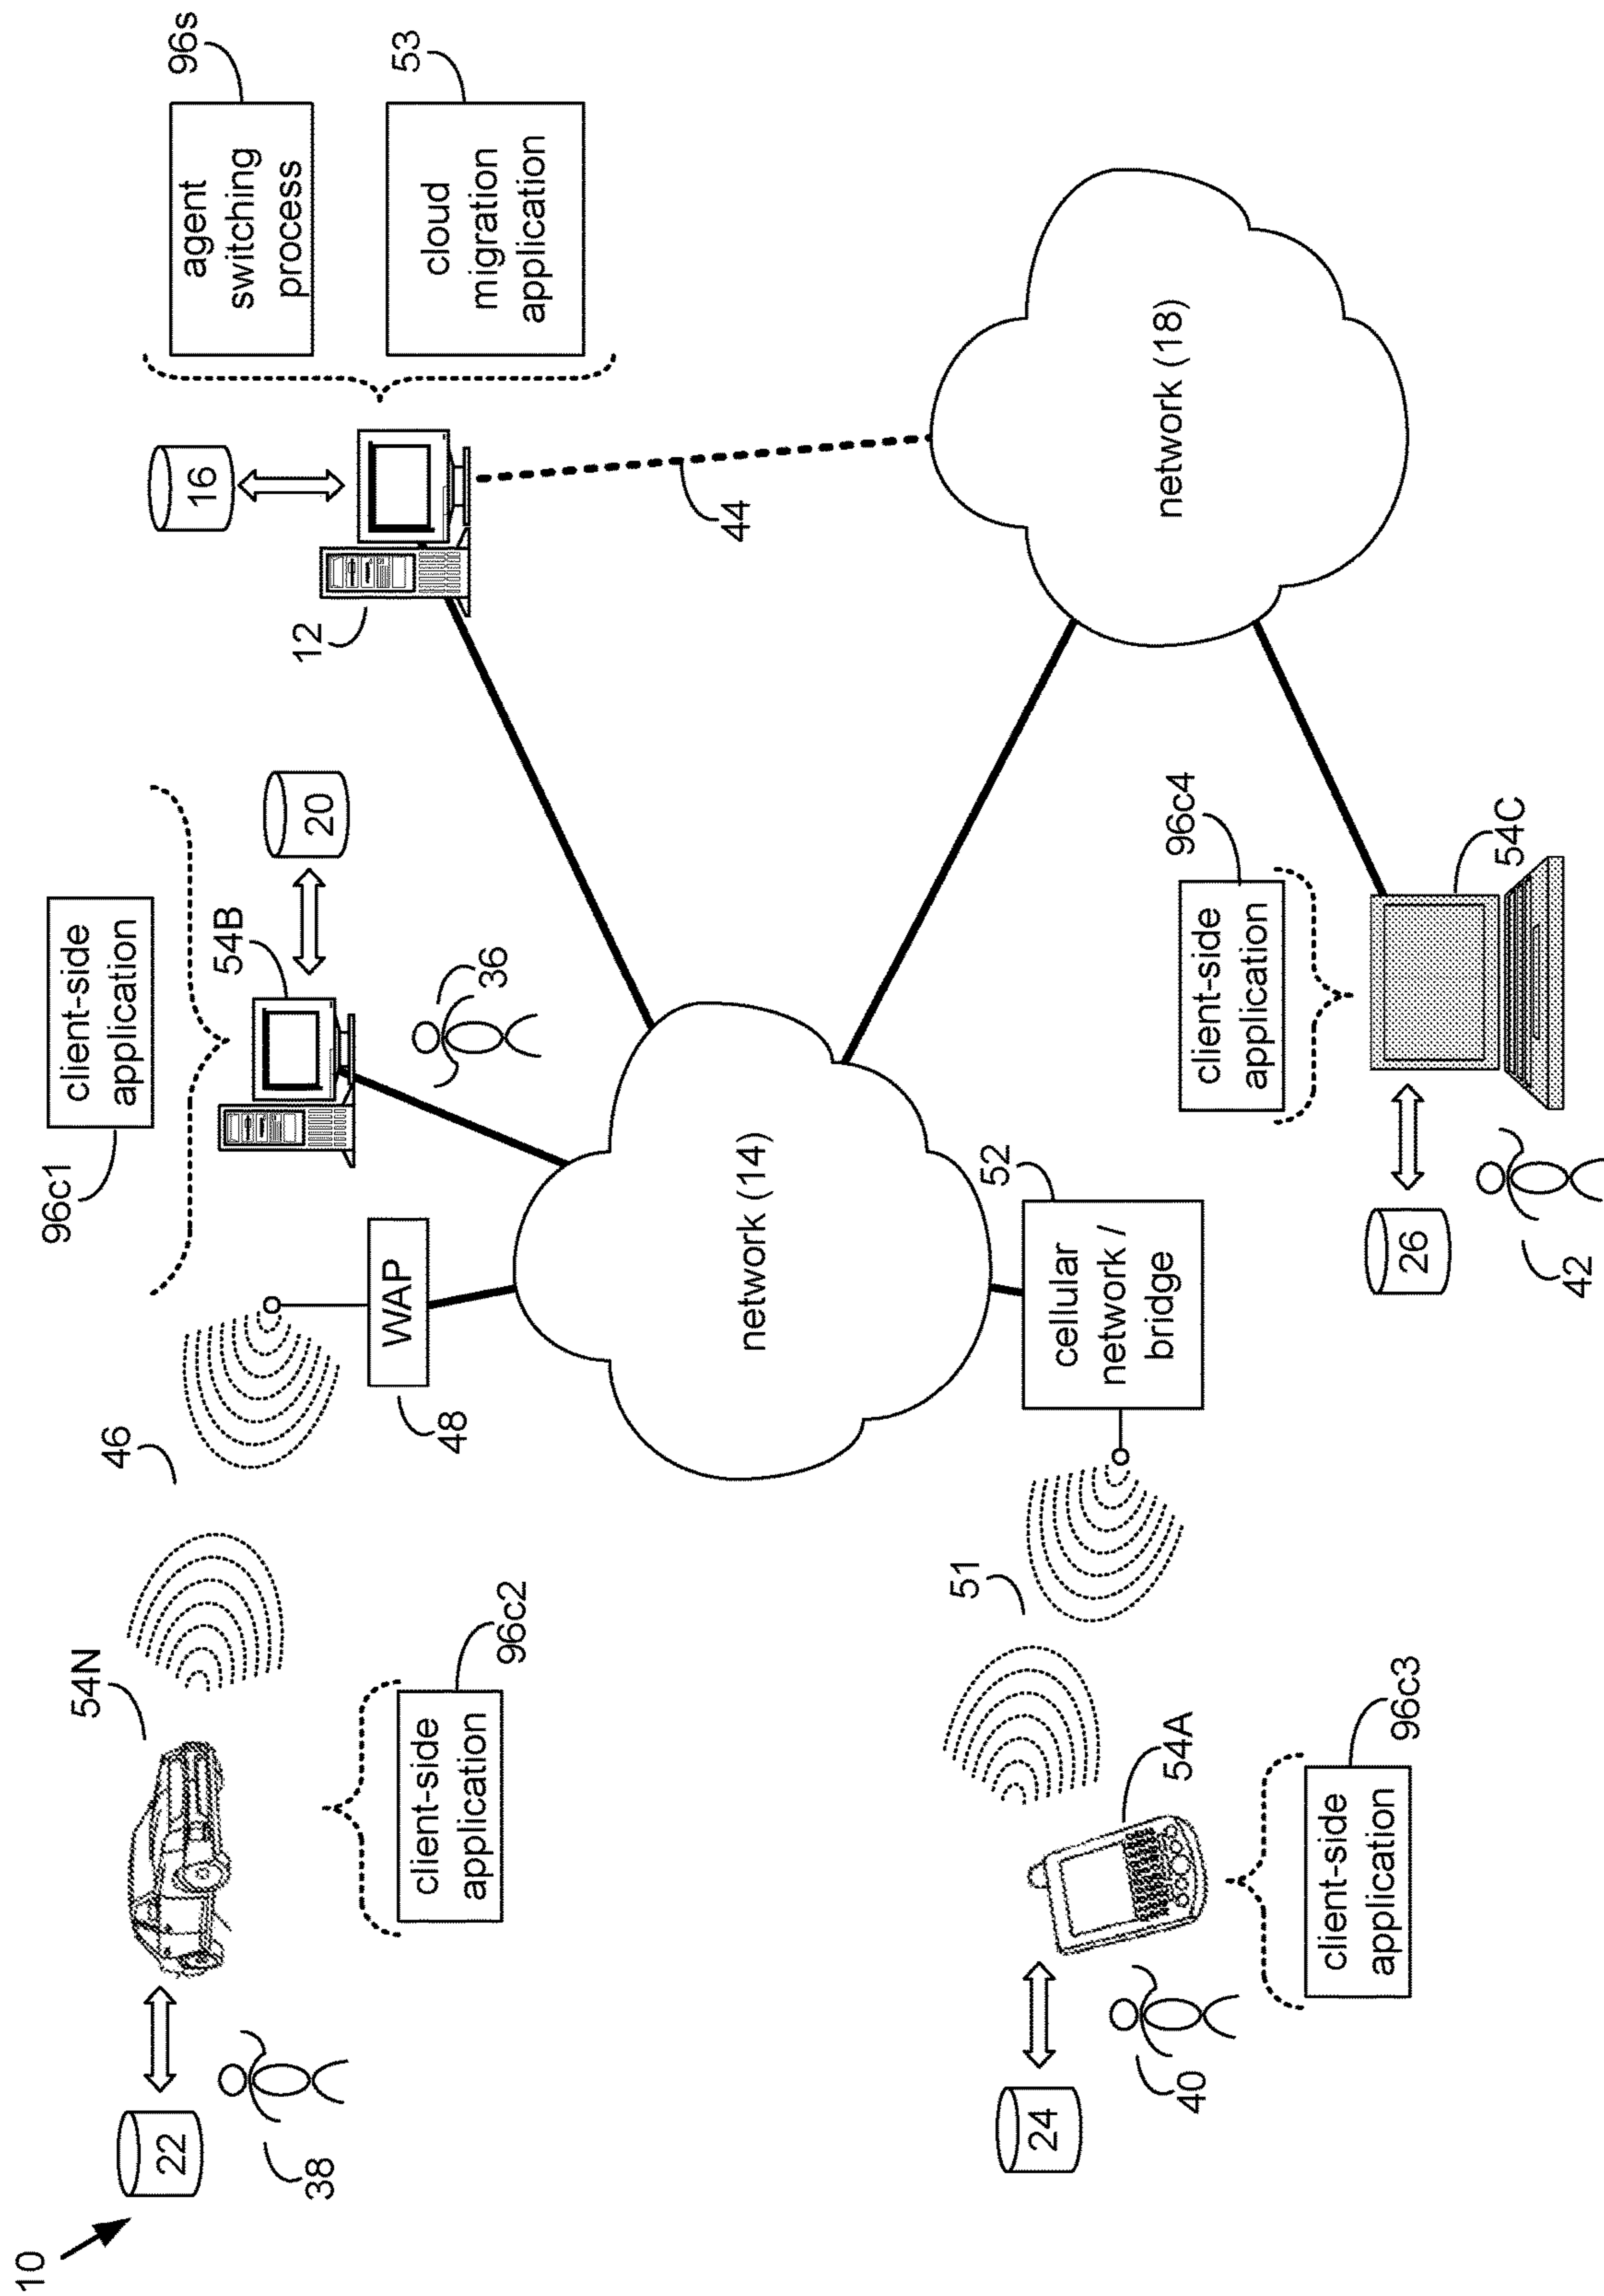 10
22
38
54N
client-side
application
96c2
46
WAP
48
96c1
client-side
application
54B
20
36
12
16
agent
switching
process
96s
cloud
migration
application
53
44
network (14)
network (18)
24
40
54A
client-side
application
96c3
51
cellular
network /
bridge
52
26
42
client-side
application
96c4
54C